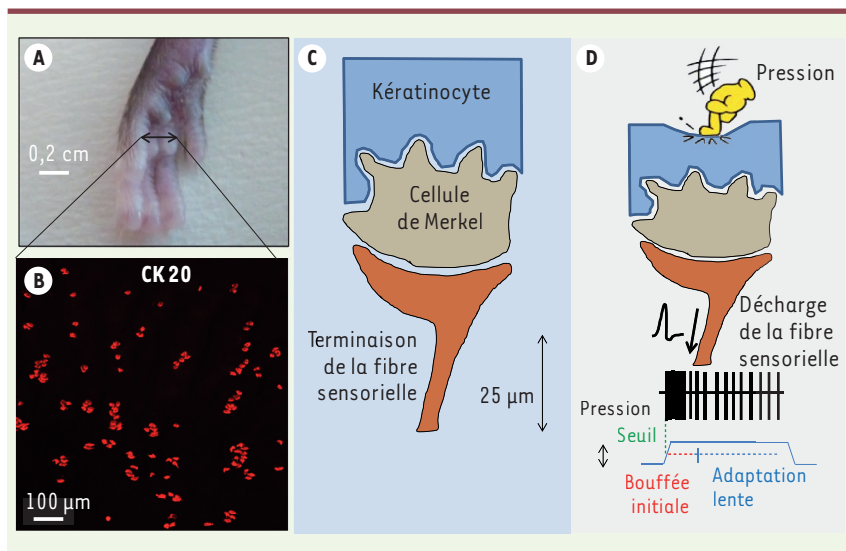 A
0,2 cm
B
CK 20
100 µm
C
Kératinocyte
Cellule
de Merkel
Terminaison
de la fibre
sensorielle
25 µm
D
Pression
Décharge
de la fibre
sensorielle
Pression
Seuil
Bouffée
initiale
Adaptation
lente